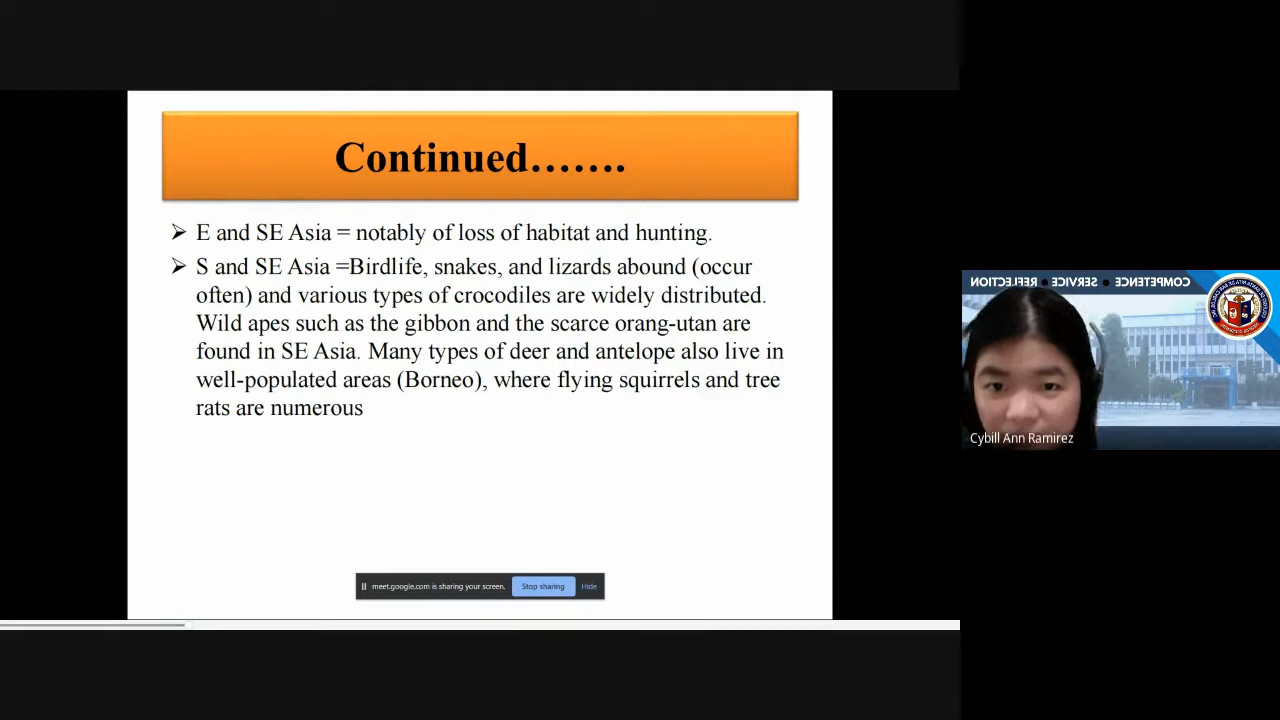 Continued…….
➢ E and SE Asia = notably of loss of habitat and hunting.
➢ S and SE Asia =Birdlife, snakes, and lizards abound (occur
often) and various types of crocodiles are widely distributed.
Wild apes such as the gibbon and the scarce orang-utan are
found in SE Asia. Many types of deer and antelope also live in
well-populated areas (Borneo), where flying squirrels and tree
rats are numerous
meet.google.com is sharing your screen. Stop sharing Hide
COMPETENCE • SERVICE • REFLECTION
Cybill Ann Ramirez